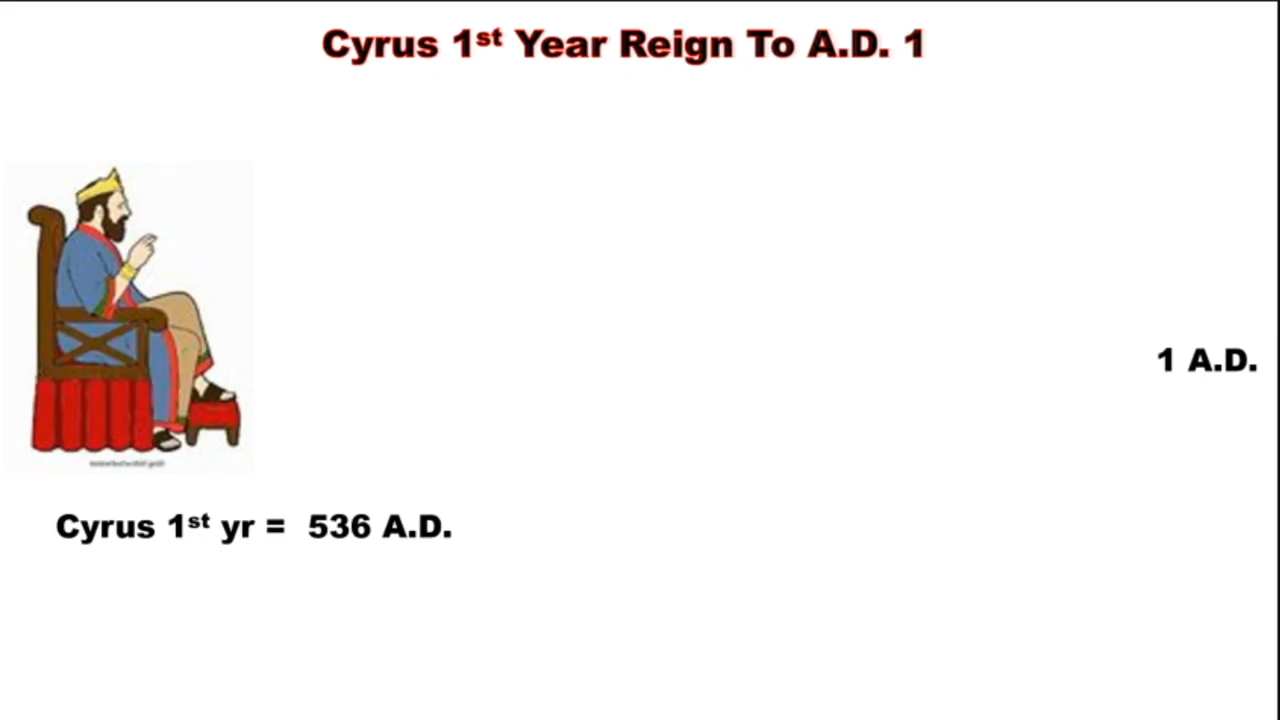 Cyrus 1st Year Reign To A.D. 1
1 A.D.
Cyrus 1st yr = 536 A.D.